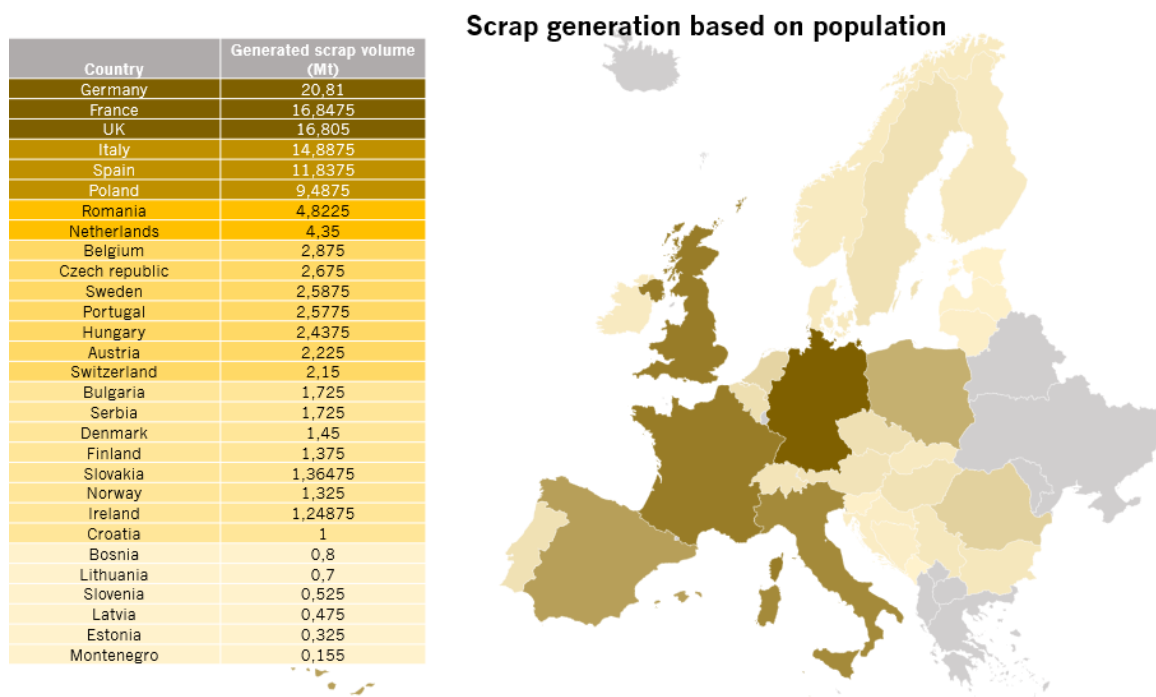 Scrap generation based on population
Country Generated scrap volume (Mt)
Germany 20,81
France 16,8475
UK 16,805
Italy 14,8875
Spain 11,8375
Poland 9,4875
Romania 4,8225
Netherlands 4,35
Belgium 2,875
Czech republic 2,675
Sweden 2,5875
Portugal 2,5775
Hungary 2,4375
Austria 2,225
Switzerland 2,15
Bulgaria 1,725
Serbia 1,725
Denmark 1,45
Finland 1,375
Slovakia 1,36475
Norway 1,325
Ireland 1,24875
Croatia 1
Bosnia 0,8
Lithuania 0,7
Slovenia 0,525
Latvia 0,475
Estonia 0,325
Montenegro 0,155